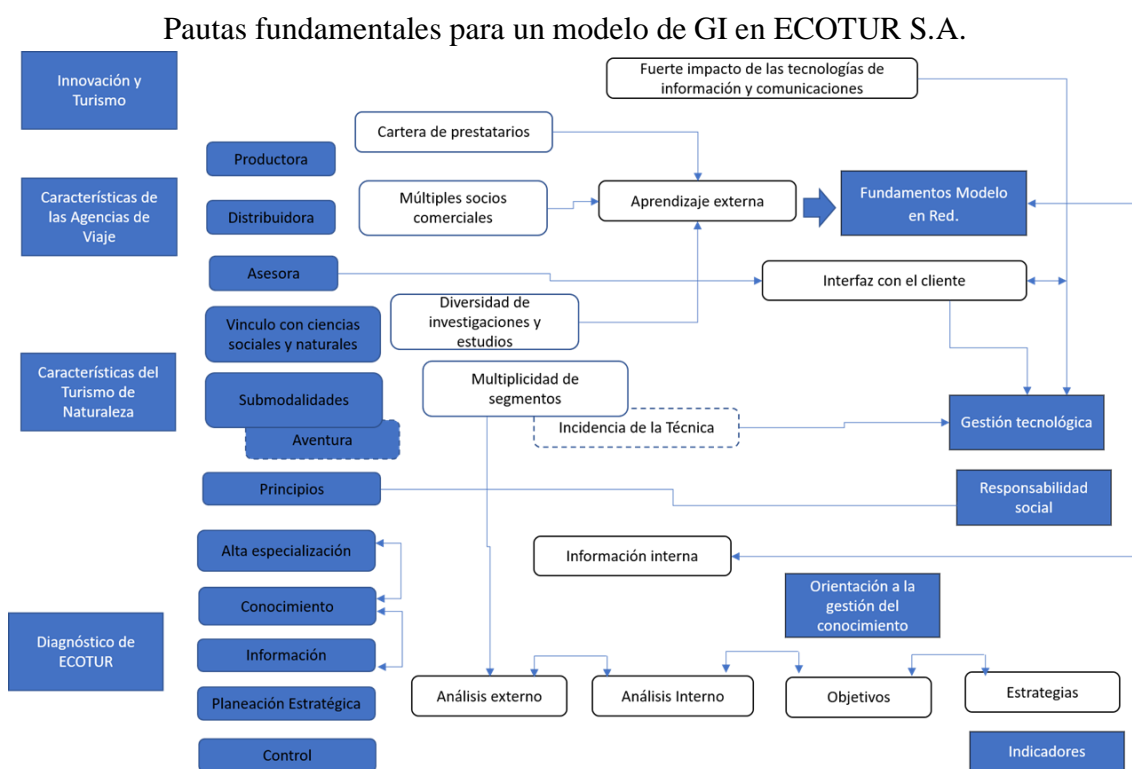 Pautas fundamentales para un modelo de GI en ECOTUR S.A.
Innovación y
Turismo
Fuerte impacto de las tecnologías de
información y comunicaciones
Cartera de prestatarios
Productora
Características de
las Agencias de
Viaje
Múltiples socios
comerciales
Aprendizaje externa
Fundamentos Modelo
en Red.
Distribuidora
Asesora
Interfaz con el cliente
Diversidad de
investigaciones y
estudios
Vinculo con ciencias
sociales y naturales
Características del
Turismo de
Naturaleza
Submodalidades
Multiplicidad de
segmentos
Aventura
Incidencia de la Técnica
Gestión tecnológica
Principios
Responsabilidad
social
Alta especialización
Información interna
Orientación a la
gestión del
conocimiento
Conocimiento
Diagnóstico de
ECOTUR
Información
Planeación Estratégica
Análisis externo
Análisis Interno
Objetivos
Estrategias
Control
Indicadores